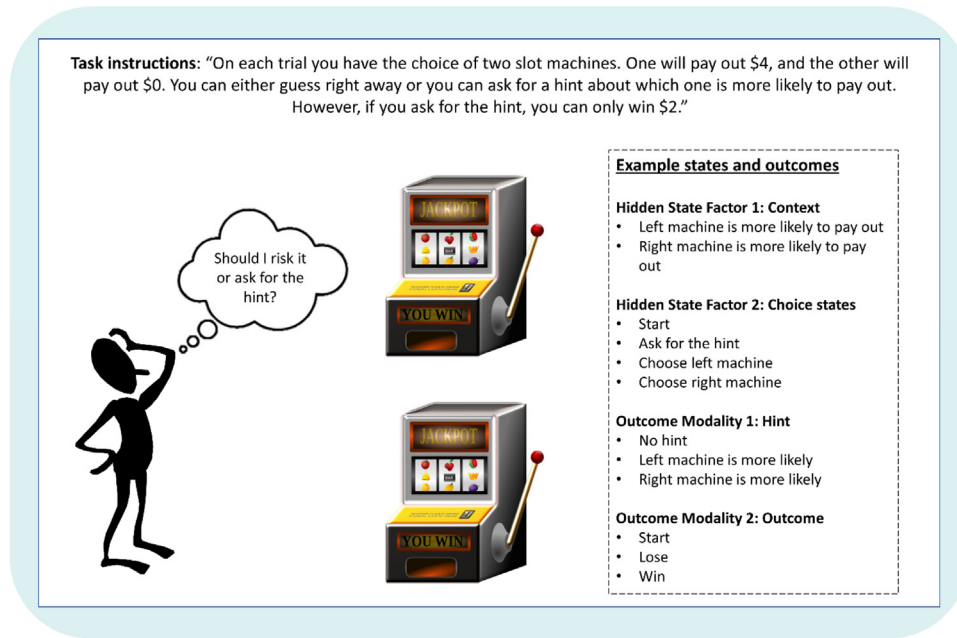 Task instructions: “On each trial you have the choice of two slot machines. One will pay out $4, and the other will
pay out $0. You can either guess right away or you can ask for a hint about which one is more likely to pay out.
However, if you ask for the hint, you can only win $2.”
Should I risk it
or ask for the
hint?
JACKPOT
YOU WIN
JACKPOT
YOU WIN
Example states and outcomes
Hidden State Factor 1: Context
• Left machine is more likely to pay out
• Right machine is more likely to pay
out
Hidden State Factor 2: Choice states
• Start
• Ask for the hint
• Choose left machine
• Choose right machine
Outcome Modality 1: Hint
• No hint
• Left machine is more likely
• Right machine is more likely
Outcome Modality 2: Outcome
• Start
• Lose
• Win